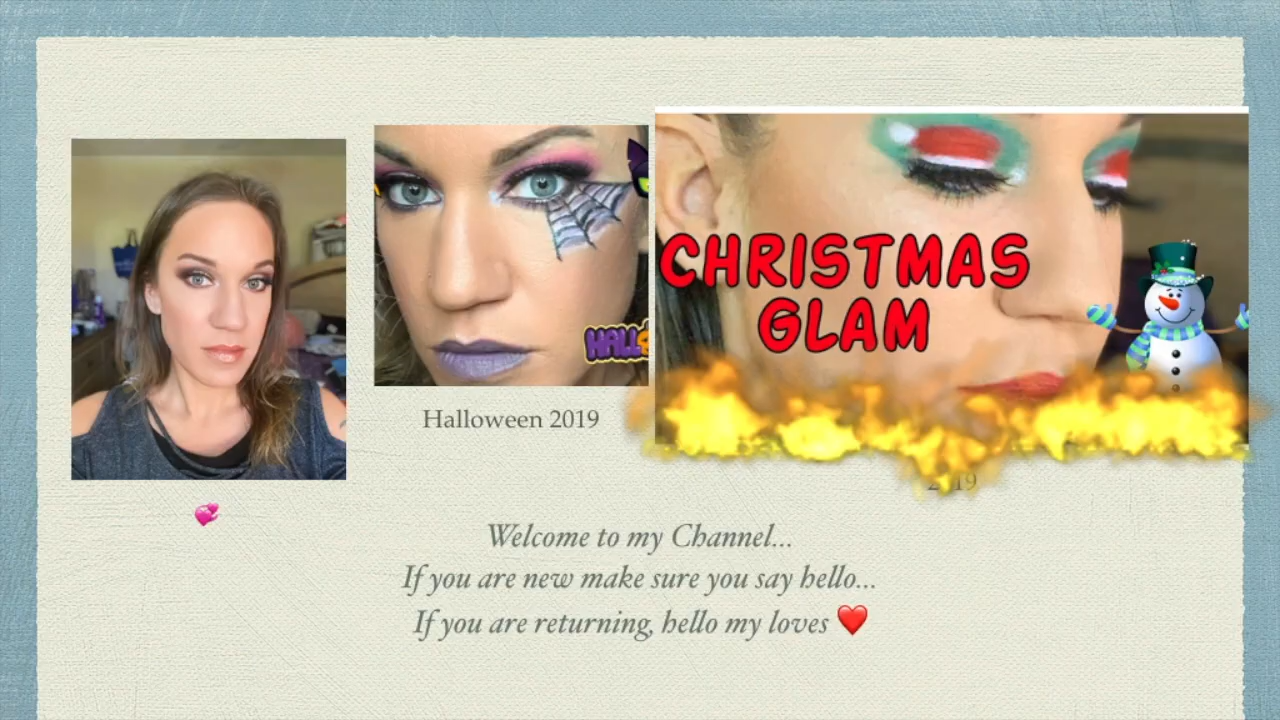 CHRISTMAS
GLAM
Halloween 2019
Welcome to my Channel...
If you are new make sure you say hello...
If you are returning, hello my loves ❤️